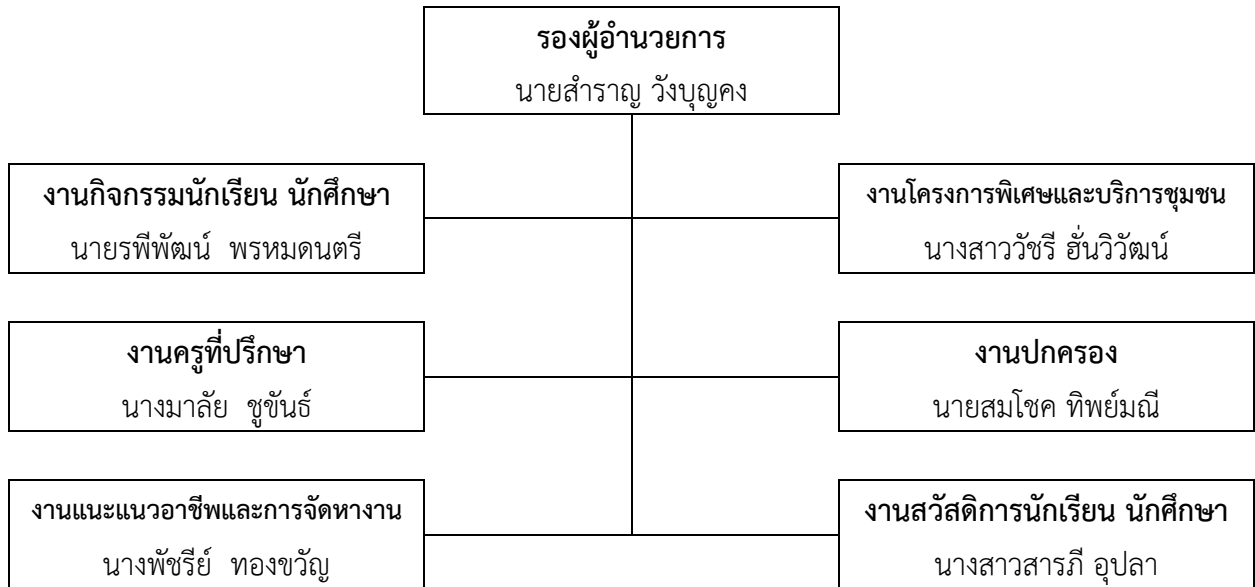 รองผู้อำนวยการ
นายสำราญ วังบุญคง
งานกิจกรรมนักเรียน นักศึกษา
นายรพีพัฒน์ พรหมดนตรี
งานโครงการพิเศษและบริการชุมชน
นางสาววัชรี ฮั่นวิวัฒน์
งานครูที่ปรึกษา
นางมาลัย ชูขันธ์
งานปกครอง
นายสมโชค ทิพย์มณี
งานแนะแนวอาชีพและการจัดหางาน
นางพัชรีย์ ทองขวัญ
งานสวัสดิการนักเรียน นักศึกษา
นางสาวสารภี อุปลา